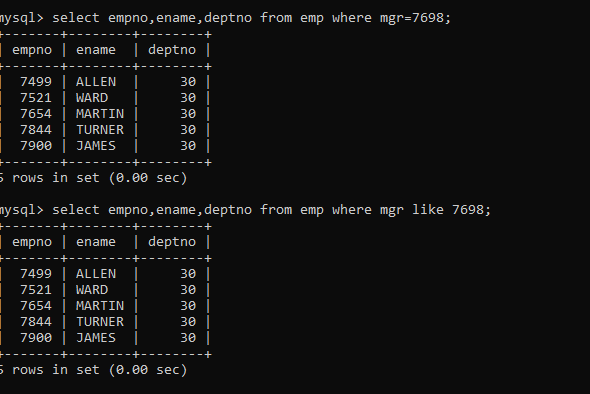 mysql> select empno,ename,deptno from emp where mgr=7698;
+-------+--------+--------+
| empno | ename  | deptno |
+-------+--------+--------+
|  7499 | ALLEN  |     30 |
|  7521 | WARD   |     30 |
|  7654 | MARTIN |     30 |
|  7844 | TURNER |     30 |
|  7900 | JAMES  |     30 |
+-------+--------+--------+
5 rows in set (0.00 sec)
mysql> select empno,ename,deptno from emp where mgr like 7698;
+-------+--------+--------+
| empno | ename  | deptno |
+-------+--------+--------+
|  7499 | ALLEN  |     30 |
|  7521 | WARD   |     30 |
|  7654 | MARTIN |     30 |
|  7844 | TURNER |     30 |
|  7900 | JAMES  |     30 |
+-------+--------+--------+
5 rows in set (0.00 sec)